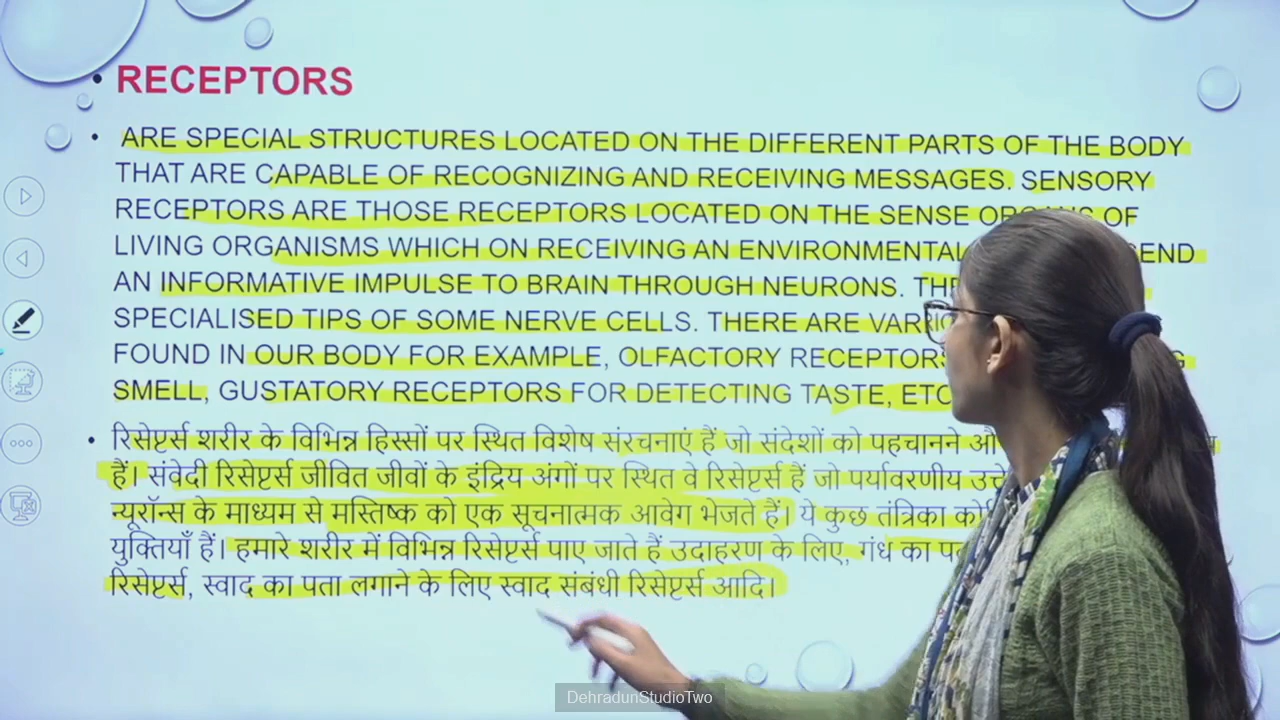 RECEPTORS
ARE SPECIAL STRUCTURES LOCATED ON THE DIFFERENT PARTS OF THE BODY
THAT ARE CAPABLE OF RECOGNIZING AND RECEIVING MESSAGES. SENSORY
RECEPTORS ARE THOSE RECEPTORS LOCATED ON THE SENSE ORGANS OF
LIVING ORGANISMS WHICH ON RECEIVING AN ENVIRONMENTAL SEND
AN INFORMATIVE IMPULSE TO BRAIN THROUGH NEURONS.
SPECIALISED TIPS OF SOME NERVE CELLS. THERE ARE
FOUND IN OUR BODY FOR EXAMPLE, OLFACTORY RECEPTORS
SMELL, GUSTATORY RECEPTORS FOR DETECTING TASTE, ETC
रिसेप्टर्स शरीर के विभिन्न हिस्सों पर स्थित विशेष संरचनाएं हैं जो संदेशों को पहचानने
हैं। संवेदी रिसेप्टर्स जीवित जीवों के इंद्रिय अंगों पर स्थित वे रिसेप्टर्स हैं जो पर्यावरणीय
न्यूरॉन्स के माध्यम से मस्तिष्क को एक सूचनात्मक आवेग भेजते हैं। ये कुछ तंत्रिका
युक्तियाँ हैं। हमारे शरीर में विभिन्न रिसेप्टर्स पाए जाते हैं उदाहरण के लिए, गंध का
रिसेप्टर्स, स्वाद का पता लगाने के लिए स्वाद संबंधी रिसेप्टर्स आदि।
DehradunStudioTwo